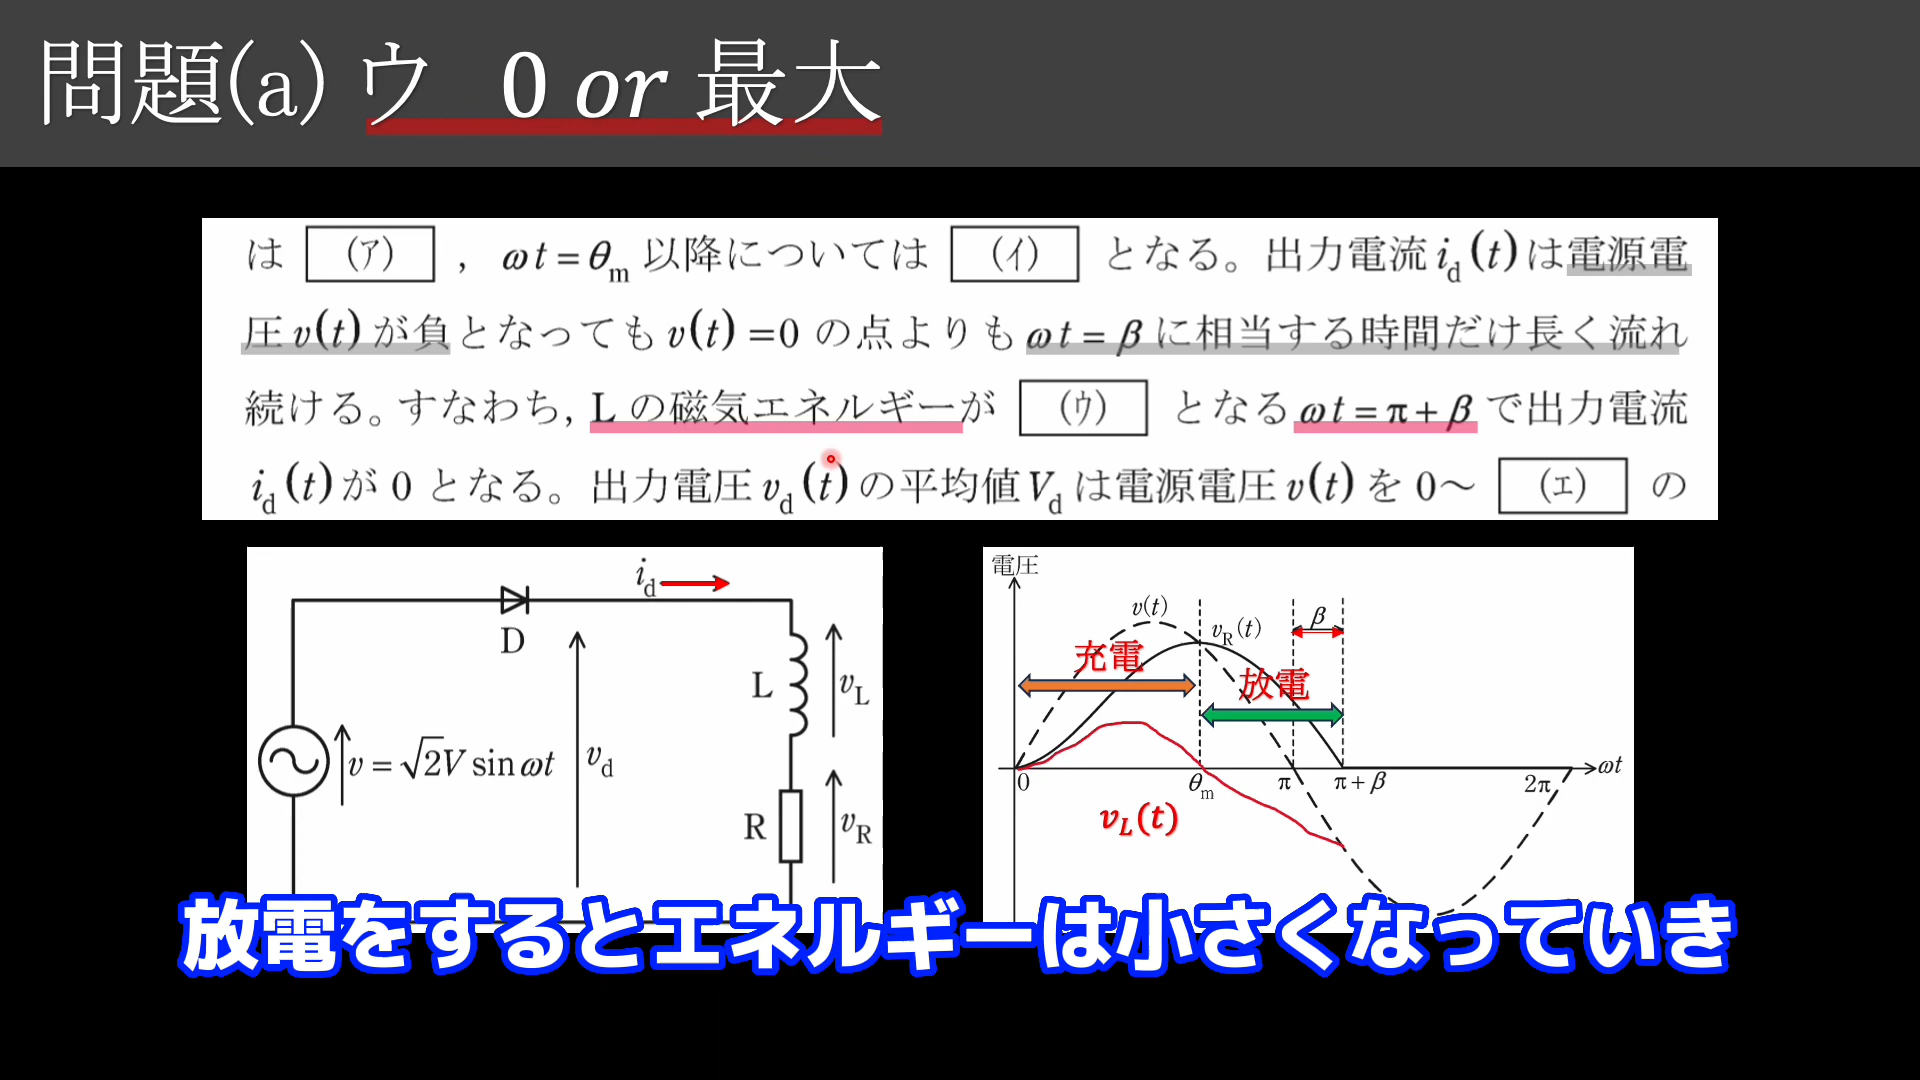 問題(a) ウ 0 or 最大
は (ア) , ωt=θm 以降については (イ) となる。出力電流 id(t)は電源電
圧 v(t) が負となっても v(t) =0 の点よりも ωt = β に相当する時間だけ長く流れ
続ける。すなわち, L の磁気エネルギーが (ウ) となる ωt=π+β で出力電流
id(t)が 0 となる。出力電圧 vd(t)の平均値 Vd は電源電圧 v(t) を 0～ (エ) の
id
D
L
vL
v = √2V sin ωt
vd
R
vR
電圧
v(t)
vR(t)
β
充電
放電
0
θm
π
π+β
2π
ωt
vL(t)
放電をするとエネルギーは小さくなっていき